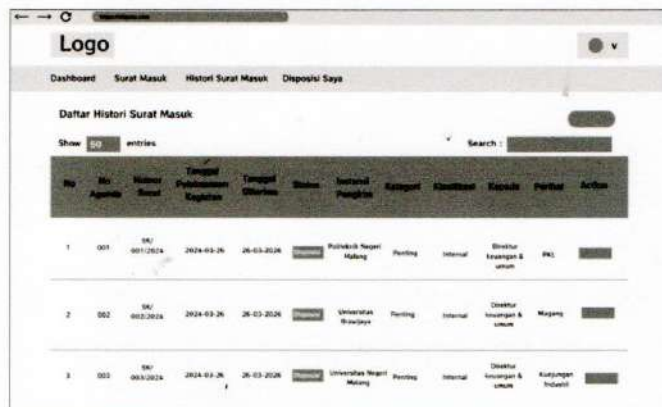 Logo
v
Dashboard Surat Masuk Histori Surat Masuk Disposisi Saya
Daftar Histori Surat Masuk
Show 50 entries Search :
No No Agenda Nomor Surat Tanggal Pelaksanaan Kegiatan Tanggal Diterima Status Instansi Pengirim Kategori Klasifikasi Kepada Perihal Action
1 001 SK/ 001/2024 2024-03-26 26-03-2024 Disposisi Politeknik Negeri Malang Penting Internal Direktur keuangan & umum PKL
2 002 SK/ 002/2024 2024-03-26 26-03-2024 Disposisi Universitas Brawijaya Penting Internal Direktur keuangan & umum Magang
3 003 SK/ 003/2024 2024-03-26 26-03-2024 Disposisi Universitas Negeri Malang Penting Internal Direktur keuangan & umum Kunjungan Industri